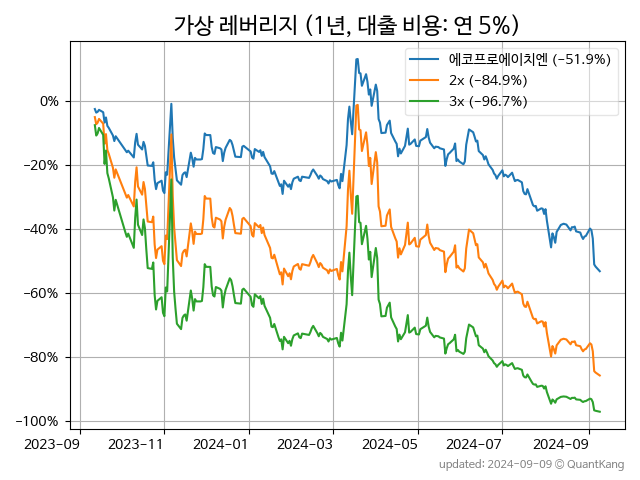 가상 레버리지 (1년, 대출 비용: 연 5%)
에코프로에이치엔 (−51.9%)
2x (−84.9%)
3x (−96.7%)
0%
−20%
−40%
−60%
−80%
−100%
2023-09 2023-11 2024-01 2024-03 2024-05 2024-07 2024-09
updated: 2024-09-09 © QuantKang